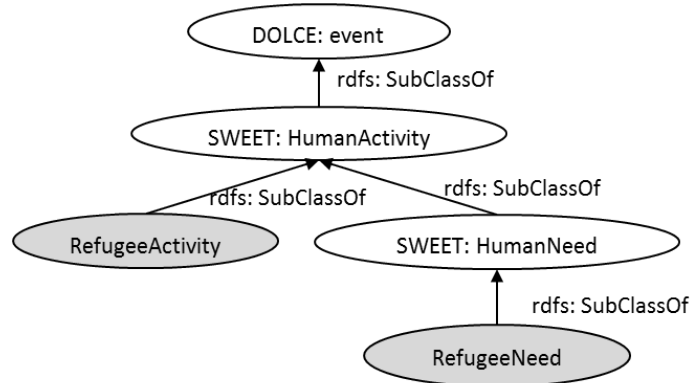 DOLCE: event
rdfs: SubClassOf
SWEET: HumanActivity
rdfs: SubClassOf
rdfs: SubClassOf
RefugeeActivity
SWEET: HumanNeed
rdfs: SubClassOf
RefugeeNeed